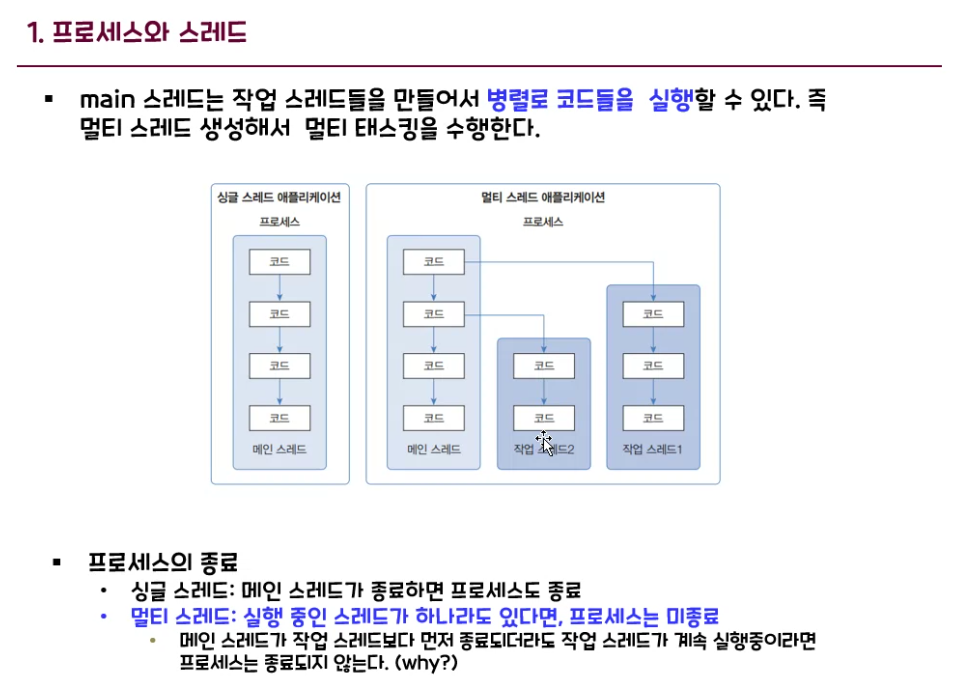 1. 프로세스와 스레드
▪ main 스레드는 작업 스레드들을 만들어서 병렬로 코드들을 실행할 수 있다. 즉
멀티 스레드 생성해서 멀티 태스킹을 수행한다.
싱글 스레드 애플리케이션
프로세스
코드
코드
코드
코드
메인 스레드
멀티 스레드 애플리케이션
프로세스
코드
코드
코드
코드
메인 스레드
코드
코드
작업 스레드2
코드
코드
코드
작업 스레드1
▪ 프로세스의 종료
• 싱글 스레드: 메인 스레드가 종료하면 프로세스도 종료
• 멀티 스레드: 실행 중인 스레드가 하나라도 있다면, 프로세스는 미종료
• 메인 스레드가 작업 스레드보다 먼저 종료되더라도 작업 스레드가 계속 실행중이라면
프로세스는 종료되지 않는다. (why?)